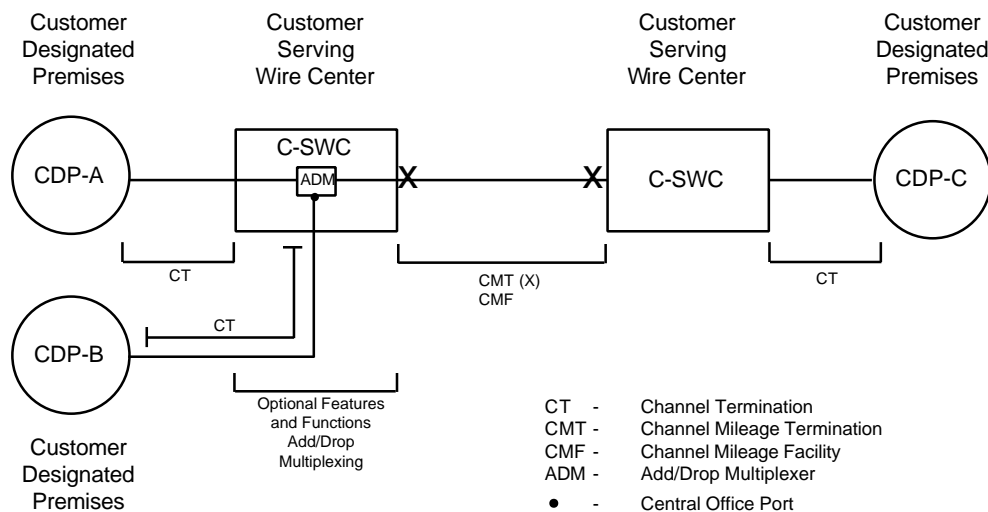 Customer
Designated
Premises
Customer
Serving
Wire Center
Customer
Serving
Wire Center
Customer
Designated
Premises
CDP-A
C-SWC
ADM
X
X
C-SWC
CDP-C
CT
CMT (X)
CMF
CT
CT
CDP-B
Optional Features
and Functions
Add/Drop
Multiplexing
Customer
Designated
Premises
CT - Channel Termination
CMT - Channel Mileage Termination
CMF - Channel Mileage Facility
ADM - Add/Drop Multiplexer
● - Central Office Port